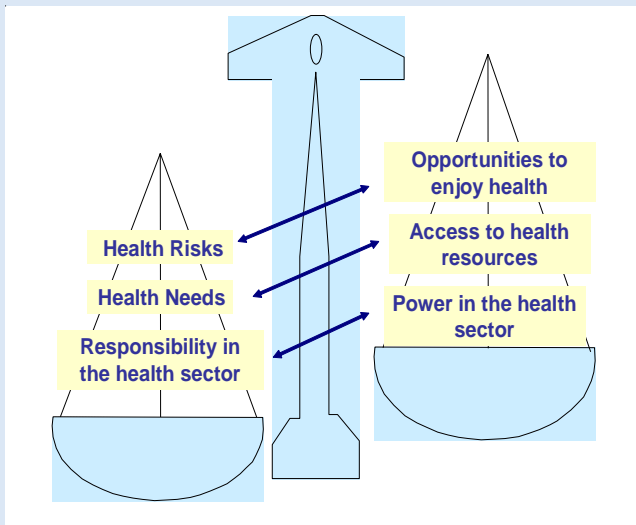 Health Risks
Health Needs
Responsibility in
the health sector
Opportunities to
enjoy health
Access to health
resources
Power in the health
sector